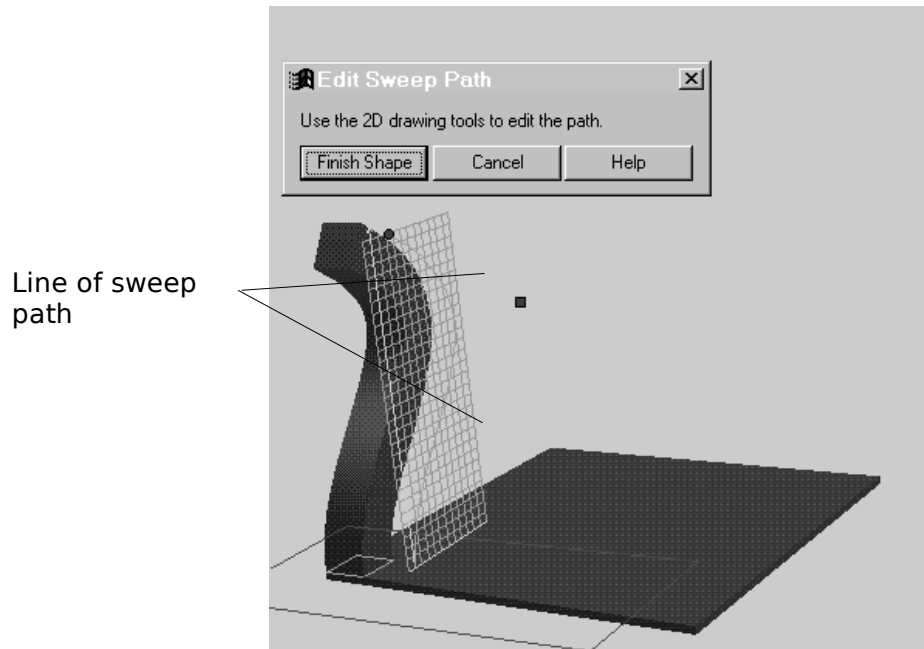 Edit Sweep Path
Use the 2D drawing tools to edit the path.
Finish Shape Cancel Help
Line of sweep
path